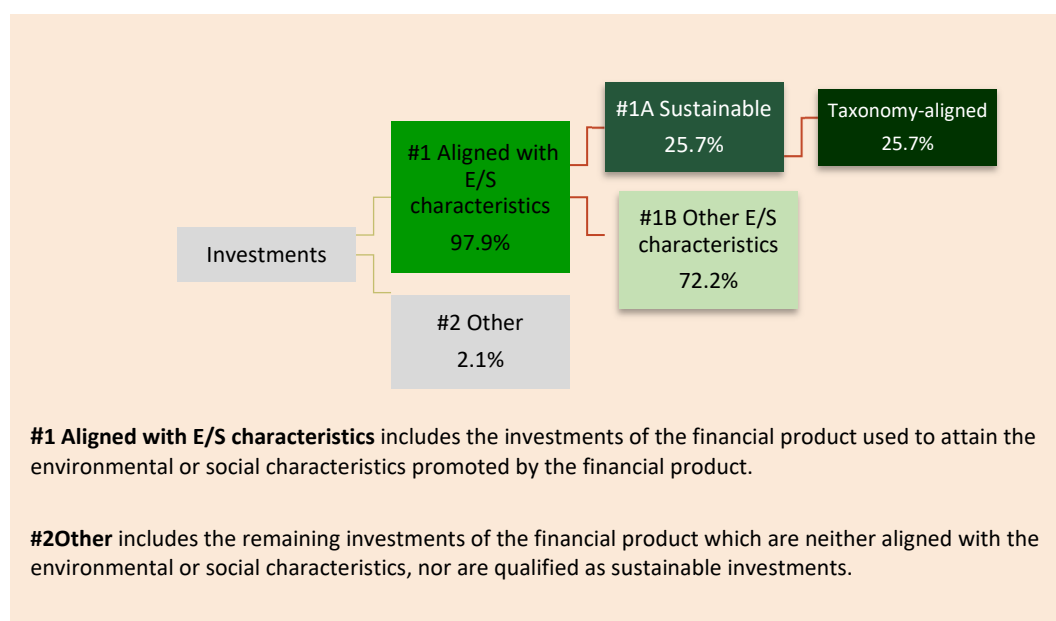 #1A Sustainable
25.7%
Taxonomy-aligned
25.7%
#1 Aligned with
E/S
characteristics
97.9%
#1B Other E/S
characteristics
72.2%
Investments
#2 Other
2.1%
#1 Aligned with E/S characteristics includes the investments of the financial product used to attain the
environmental or social characteristics promoted by the financial product.
#2Other includes the remaining investments of the financial product which are neither aligned with the
environmental or social characteristics, nor are qualified as sustainable investments.